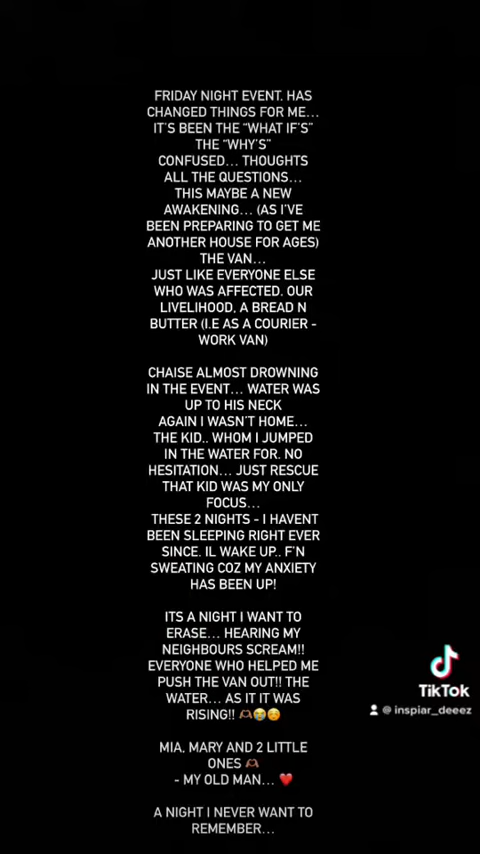 FRIDAY NIGHT EVENT. HAS
CHANGED THINGS FOR ME...
IT'S BEEN THE "WHAT IF'S"
THE "WHY'S"
CONFUSED... THOUGHTS
ALL THE QUESTIONS...
THIS MAYBE A NEW
AWAKENING... (AS I'VE
BEEN PREPARING TO GET ME
ANOTHER HOUSE FOR AGES)
THE VAN...
JUST LIKE EVERYONE ELSE
WHO WAS AFFECTED. OUR
LIVELIHOOD, A BREAD N
BUTTER (I.E AS A COURIER -
WORK VAN)
CHAISE ALMOST DROWNING
IN THE EVENT... WATER WAS
UP TO HIS NECK
AGAIN I WASN'T HOME...
THE KID.. WHOM I JUMPED
IN THE WATER FOR. NO
HESITATION... JUST RESCUE
THAT KID WAS MY ONLY
FOCUS...
THESE 2 NIGHTS - I HAVENT
BEEN SLEEPING RIGHT EVER
SINCE. IL WAKE UP.. F'N
SWEATING COZ MY ANXIETY
HAS BEEN UP!
ITS A NIGHT I WANT TO
ERASE... HEARING MY
NEIGHBOURS SCREAM!!
EVERYONE WHO HELPED ME
PUSH THE VAN OUT!! THE
WATER... AS IT IT WAS
RISING!! 🫶🏽😭☺️
MIA, MARY AND 2 LITTLE
ONES 🫶🏽
- MY OLD MAN... ❤️
A NIGHT I NEVER WANT TO
REMEMBER...
TikTok
@ inspiar_deeez